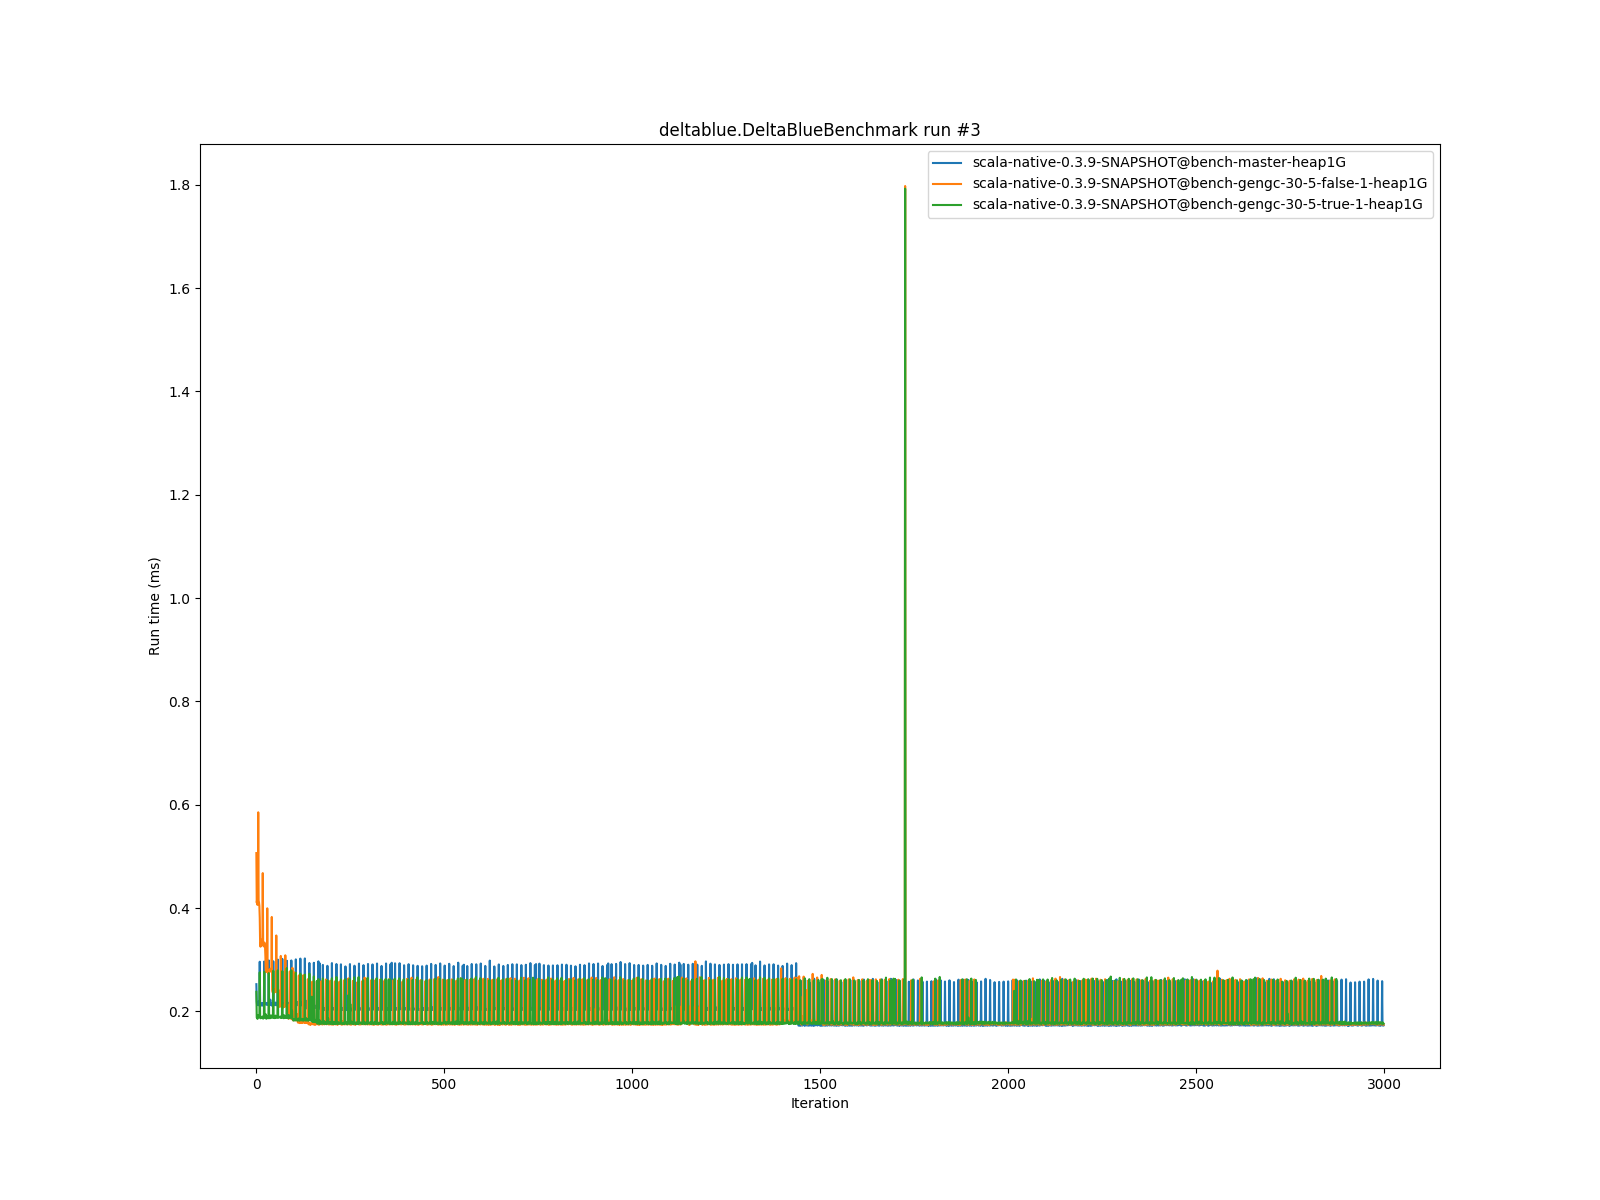 deltablue.DeltaBlueBenchmark run #3
scala-native-0.3.9-SNAPSHOT@bench-master-heap1G
scala-native-0.3.9-SNAPSHOT@bench-gengc-30-5-false-1-heap1G
scala-native-0.3.9-SNAPSHOT@bench-gengc-30-5-true-1-heap1G
1.8
1.6
1.4
1.2
1.0
0.8
0.6
0.4
0.2
Run time (ms)
0 500 1000 1500 2000 2500 3000
Iteration